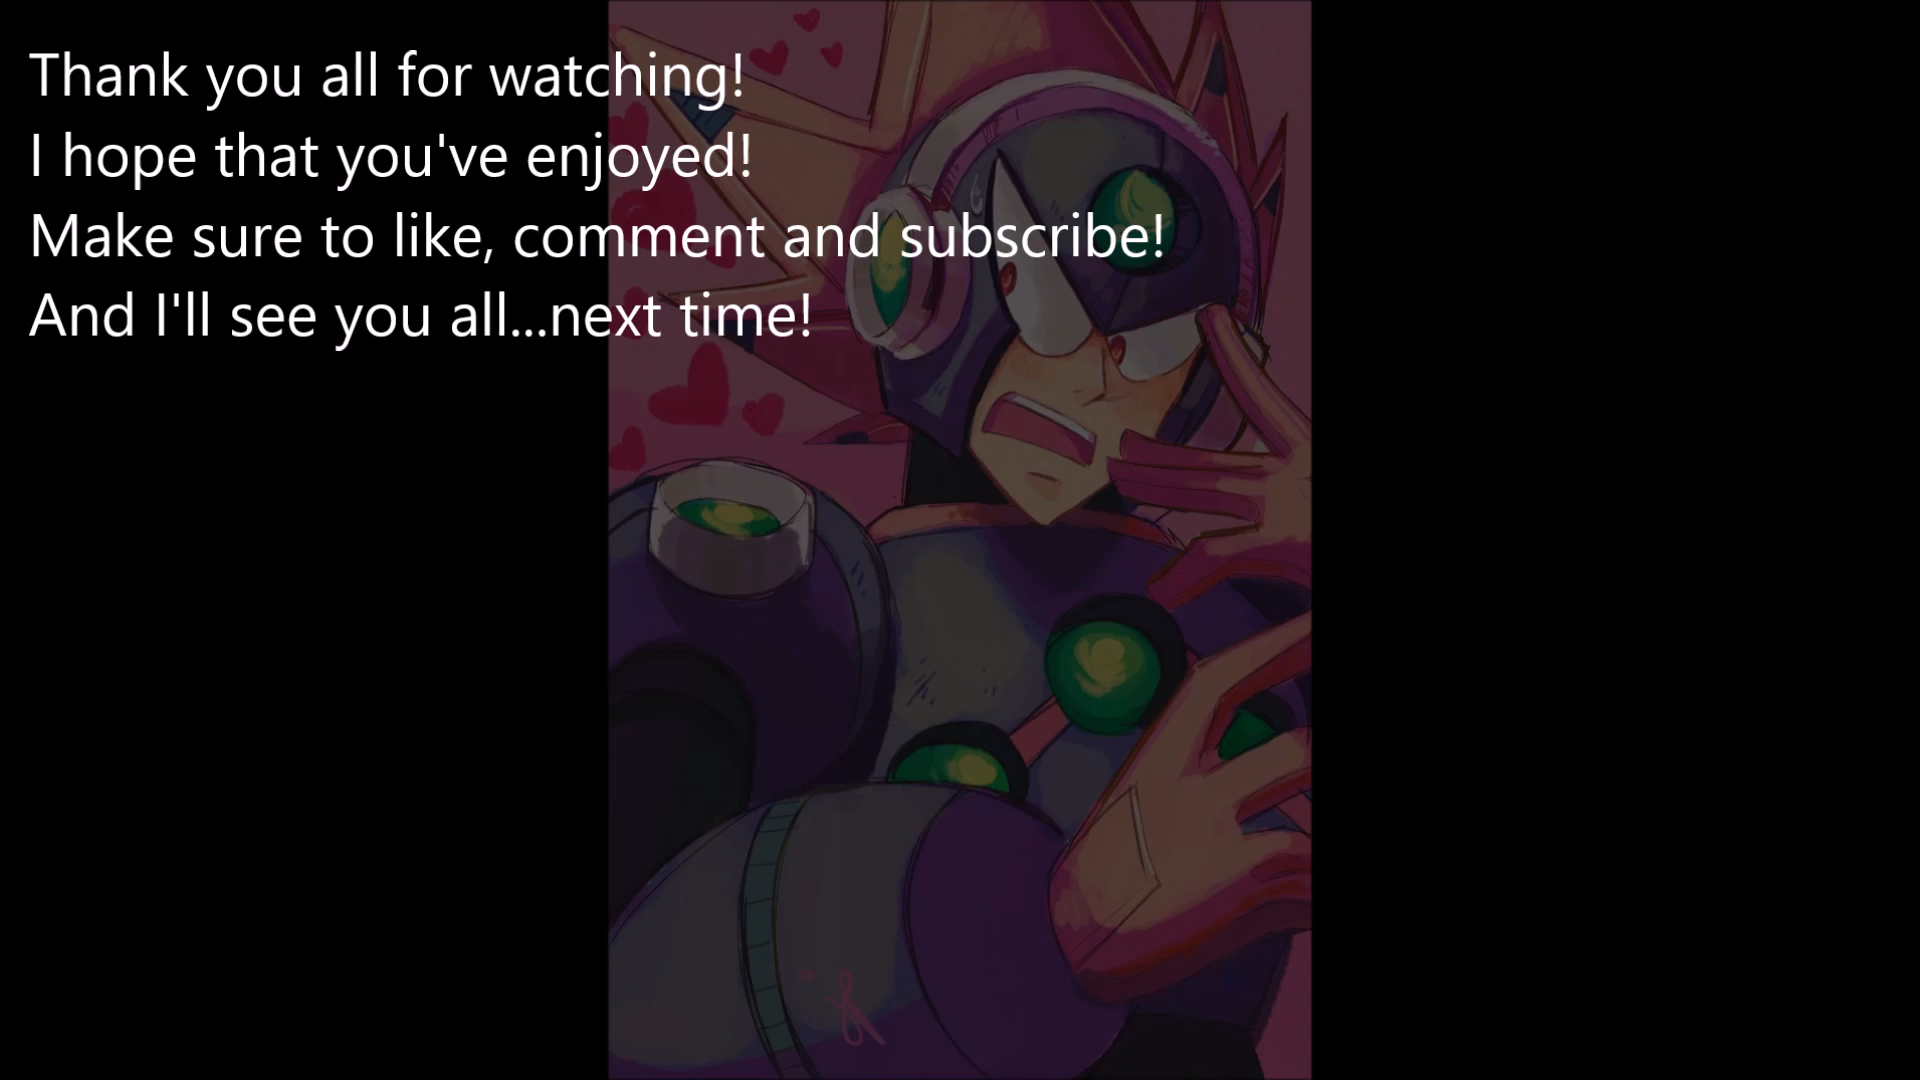 Thank you all for watching!
I hope that you've enjoyed!
Make sure to like, comment and subscribe!
And I'll see you all...next time!